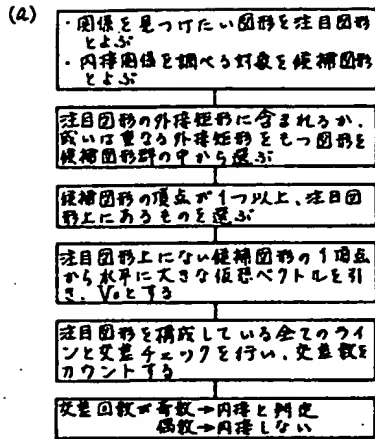 (a)
・関係を見つけたい図形を注目図形
とよぶ
・内接関係を調べる対象を候補図形
とよぶ
注目図形の外接矩形に含まれるか、
或いは重なる外接矩形をもつ図形を
候補図形群の中から選ぶ
候補図形の頂点が1つ以上、注目図
形上にあるものを選ぶ
注目図形上にない候補図形の1頂点
から水平に大きな仮想ベクトルを引
き、V₀とする
注目図形を構成している全てのライ
ンと交差チェックを行い、交差数を
カウントする
交差回数が奇数→内接と判定
偶数→内接しない